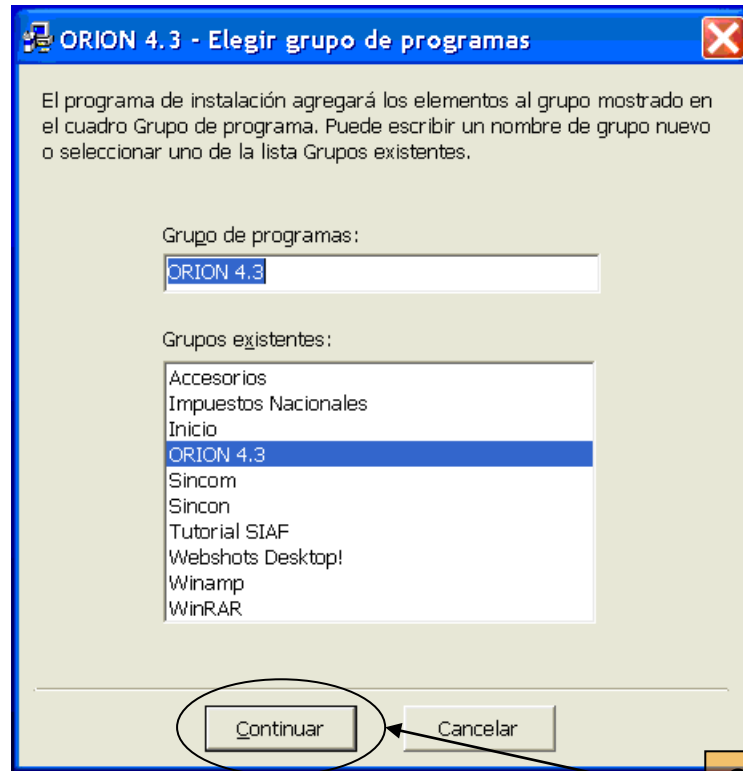 ORION 4.3 - Elegir grupo de programas
El programa de instalación agregará los elementos al grupo mostrado en
el cuadro Grupo de programa. Puede escribir un nombre de grupo nuevo
o seleccionar uno de la lista Grupos existentes.
Grupo de programas:
ORION 4.3
Grupos existentes:
Accesorios
Impuestos Nacionales
Inicio
ORION 4.3
Sincom
Sincon
Tutorial SIAF
Webshots Desktop!
Winamp
WinRAR
Continuar
Cancelar